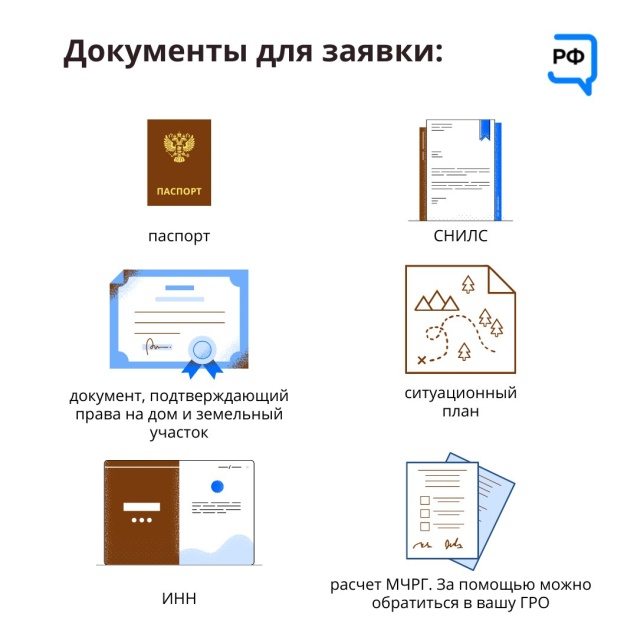 Документы для заявки:
РФ
ПАСПОРТ
паспорт
СНИЛС
документ, подтверждающий
права на дом и земельный
участок
ситуационный
план
ИНН
расчет МЧРГ. За помощью можно
обратиться в вашу ГРО